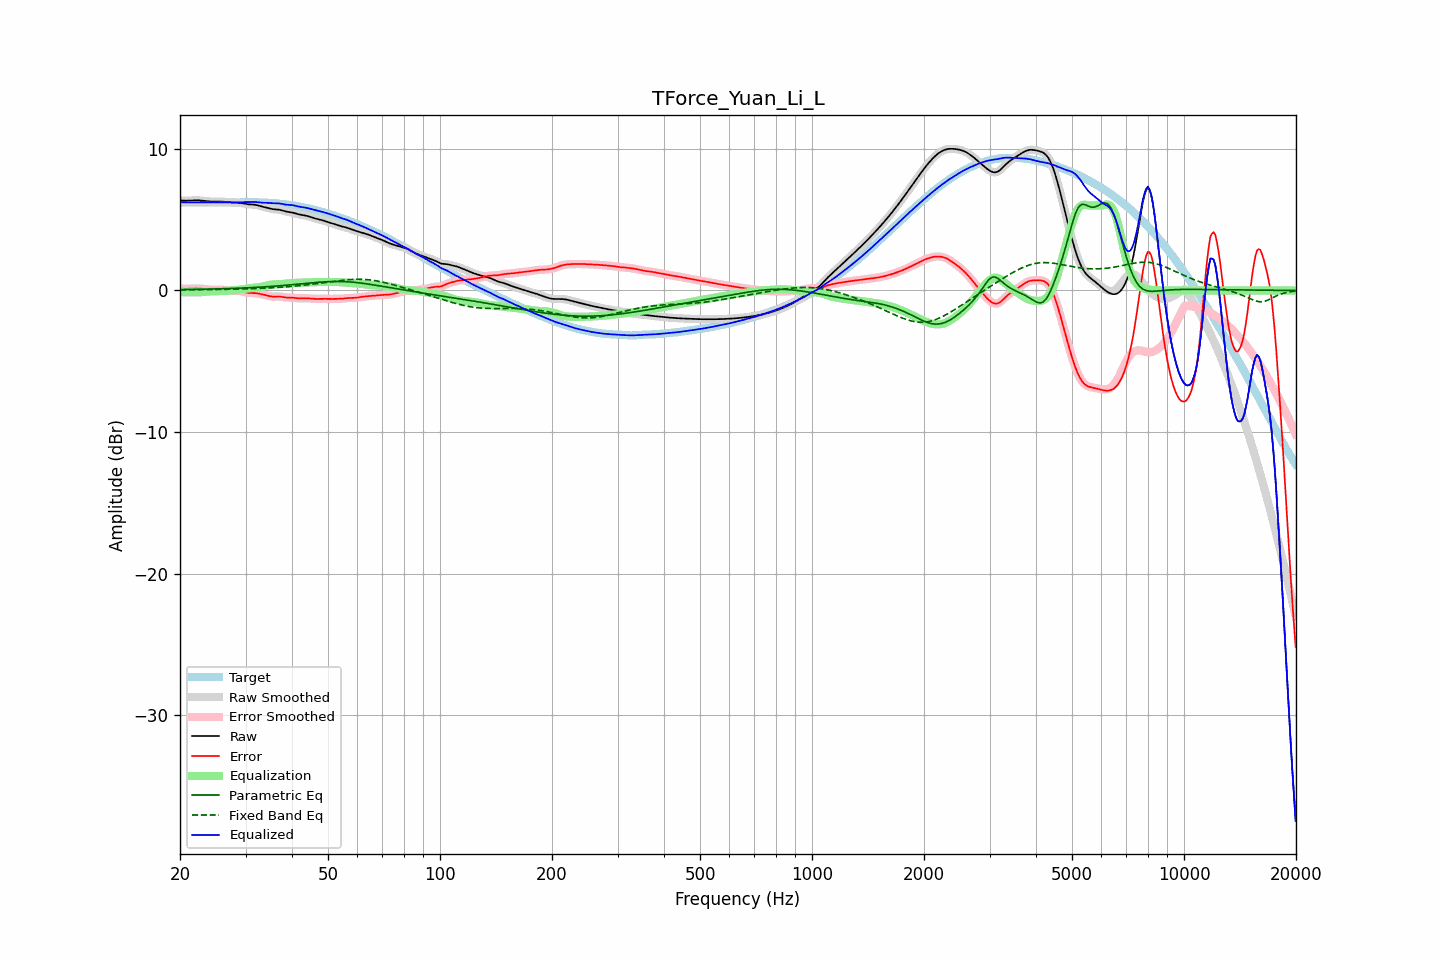 TForce_Yuan_Li_L
10
0
−10
−20
−30
Amplitude (dBr)
Target
Raw Smoothed
Error Smoothed
Raw
Error
Equalization
Parametric Eq
Fixed Band Eq
Equalized
20 50 100 200 500 1000 2000 5000 10000 20000
Frequency (Hz)